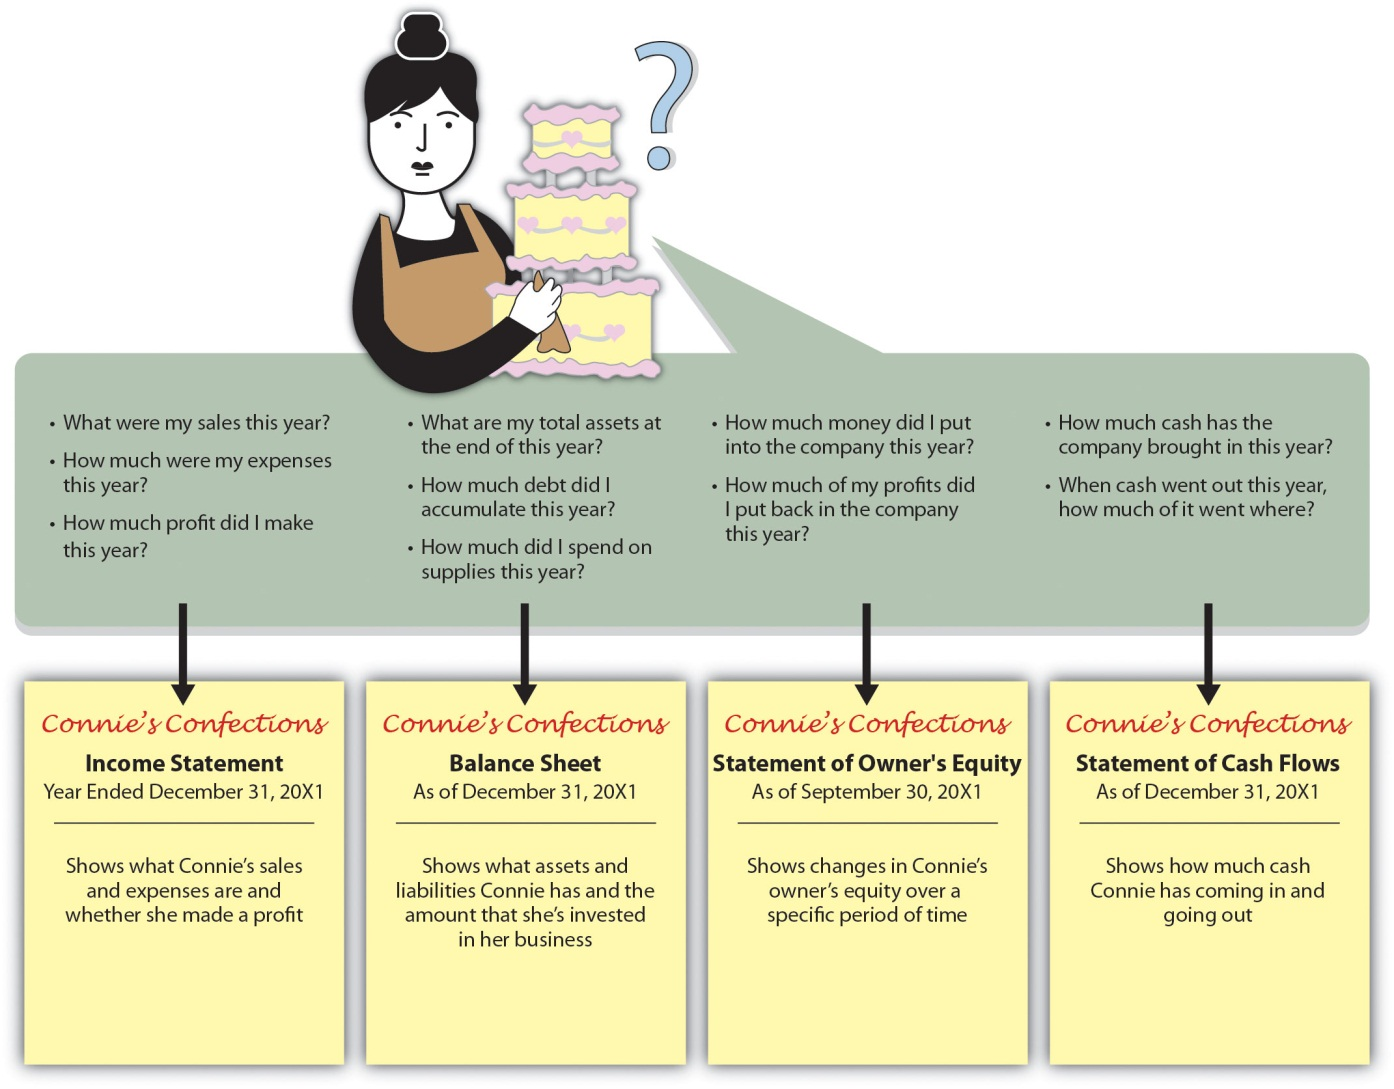 ?
• What were my sales this year?
• How much were my expenses
this year?
• How much profit did I make
this year?
• What are my total assets at
the end of this year?
• How much debt did I
accumulate this year?
• How much did I spend on
supplies this year?
• How much money did I put
into the company this year?
• How much of my profits did
I put back in the company
this year?
• How much cash has the
company brought in this year?
• When cash went out this year,
how much of it went where?
Connie's Confections
Income Statement
Year Ended December 31, 20X1
Shows what Connie's sales
and expenses are and
whether she made a profit
Connie's Confections
Balance Sheet
As of December 31, 20X1
Shows what assets and
liabilities Connie has and the
amount that she's invested
in her business
Connie's Confections
Statement of Owner's Equity
As of September 30, 20X1
Shows changes in Connie's
owner's equity over a
specific period of time
Connie's Confections
Statement of Cash Flows
As of December 31, 20X1
Shows how much cash
Connie has coming in and
going out